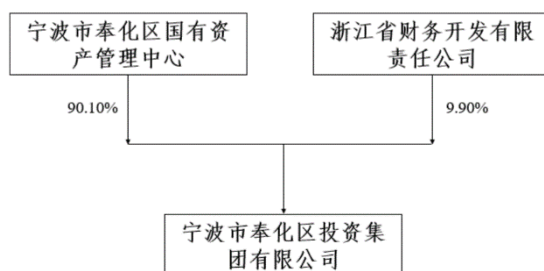 宁波市奉化区国有资
产管理中心
浙江省财务开发有限
责任公司
90.10%
9.90%
宁波市奉化区投资集
团有限公司